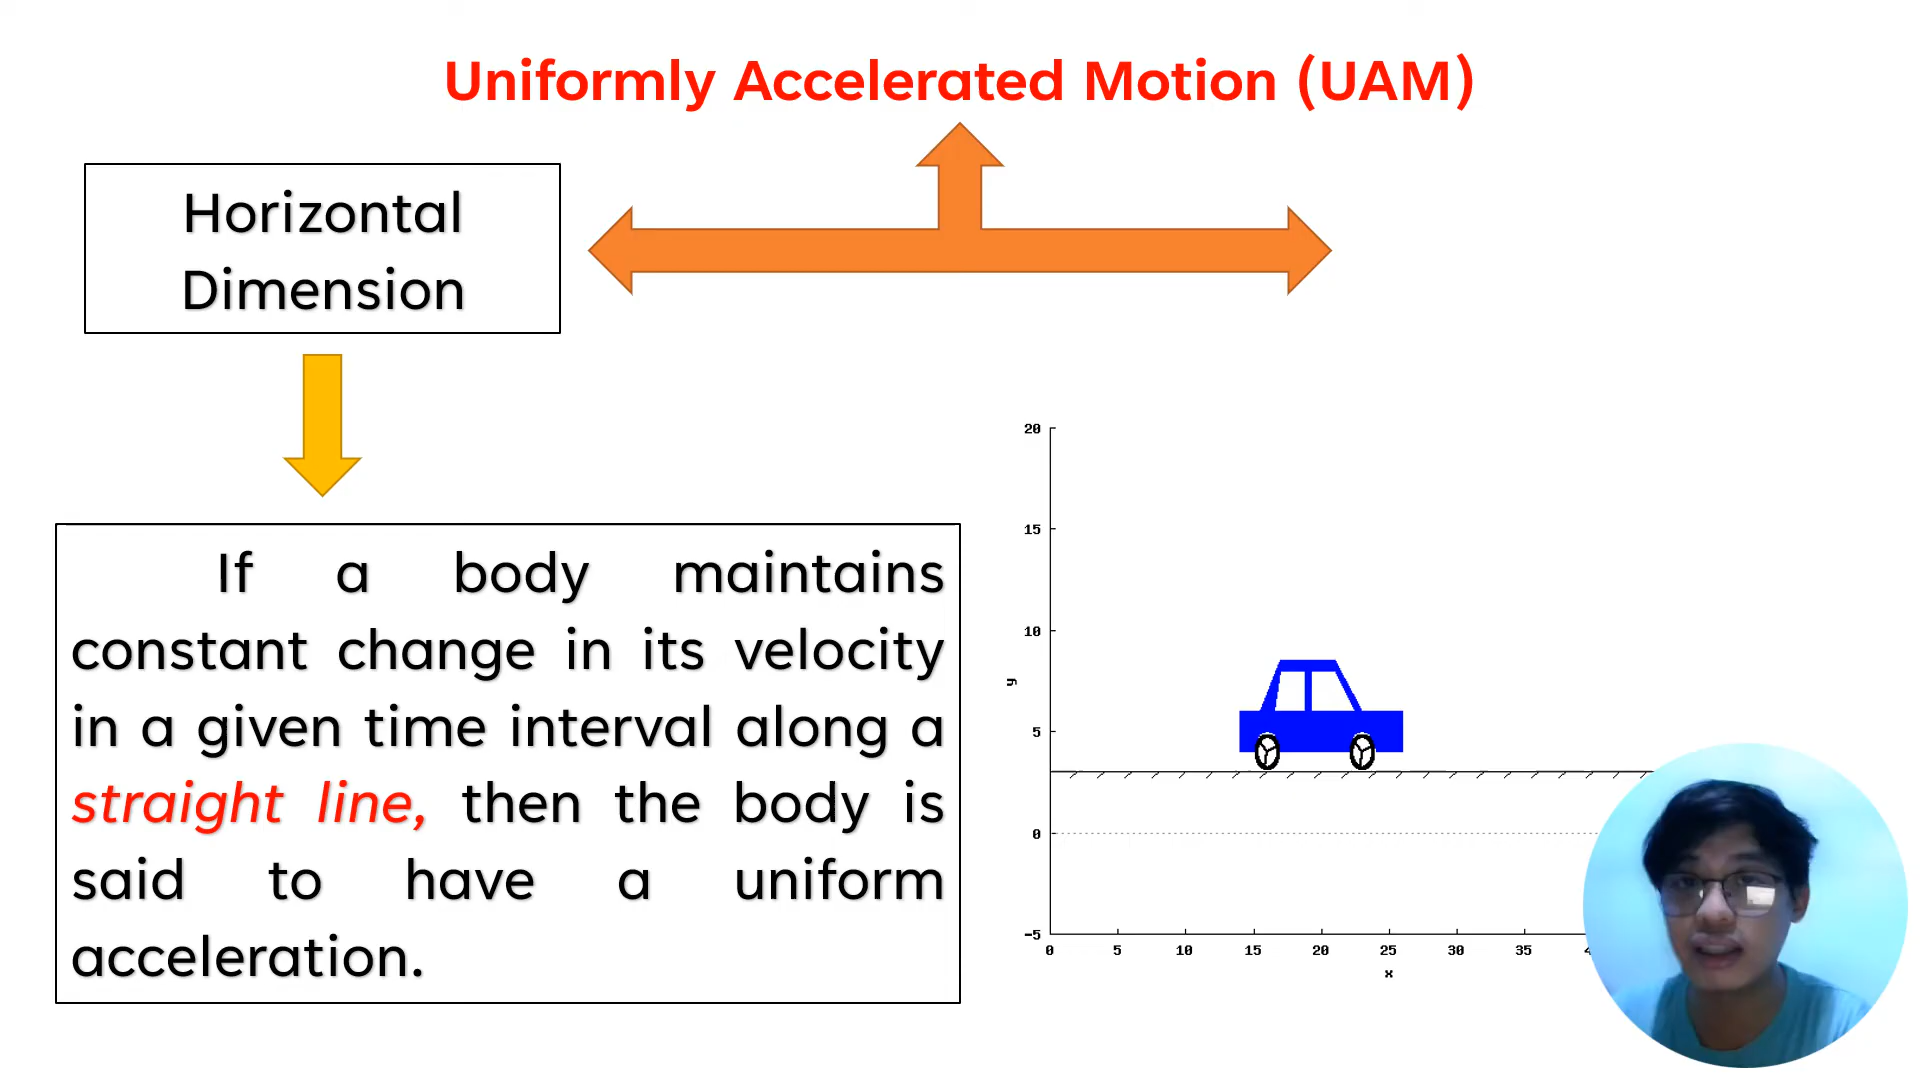 Uniformly Accelerated Motion (UAM)
Horizontal
Dimension
If a body maintains
constant change in its velocity
in a given time interval along a
straight line, then the body is
said to have a uniform
acceleration.
20
15
10
y
5
0
-5
0 5 10 15 20 25 30 35
x